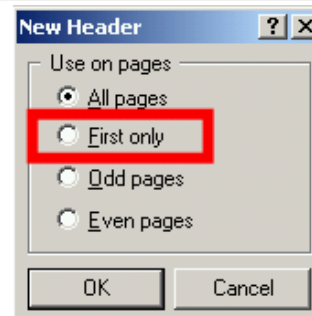 New Header ? X
Use on pages
All pages
First only
Odd pages
Even pages
OK Cancel